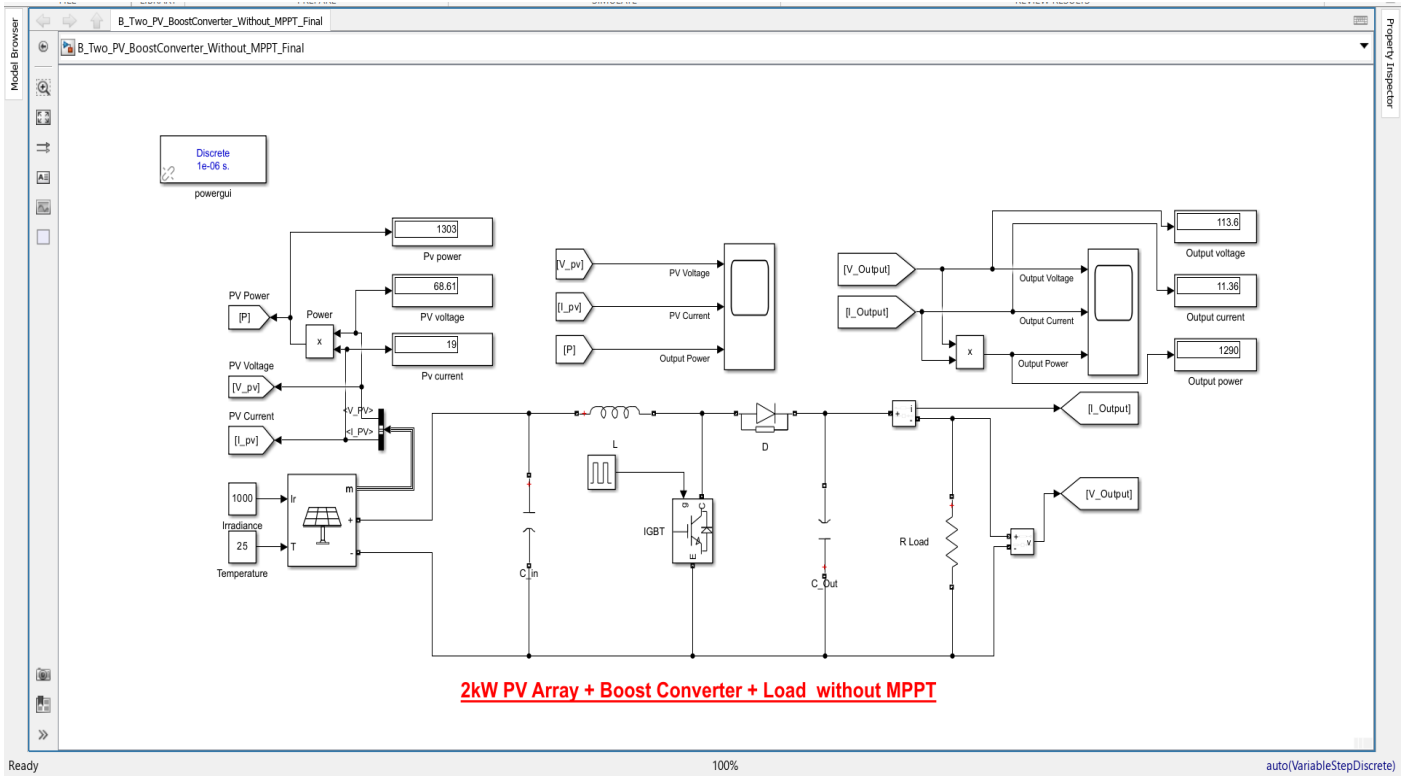 B_Two_PV_BoostConverter_Without_MPPT_Final
B_Two_PV_BoostConverter_Without_MPPT_Final
Model Browser
Property Inspector
Discrete
1e-06 s.
powergui
1303
Pv power
68.61
PV voltage
19
Pv current
PV Power
[P]
Power
x
PV Voltage
[V_pv]
PV Current
[I_pv]
<V_PV>
<I_PV>
1000
Irradiance
25
Temperature
Ir
T
m
+
-
[V_pv]
PV Voltage
[I_pv]
PV Current
[P]
Output Power
[V_Output]
Output Voltage
[I_Output]
Output Current
x
Output Power
113.6
Output voltage
11.36
Output current
1290
Output power
C_in
L
IGBT
g
C
E
D
C_Out
+
i
-
R Load
+
-
v
[I_Output]
[V_Output]
2kW PV Array + Boost Converter + Load without MPPT
Ready
100%
auto(VariableStepDiscrete)